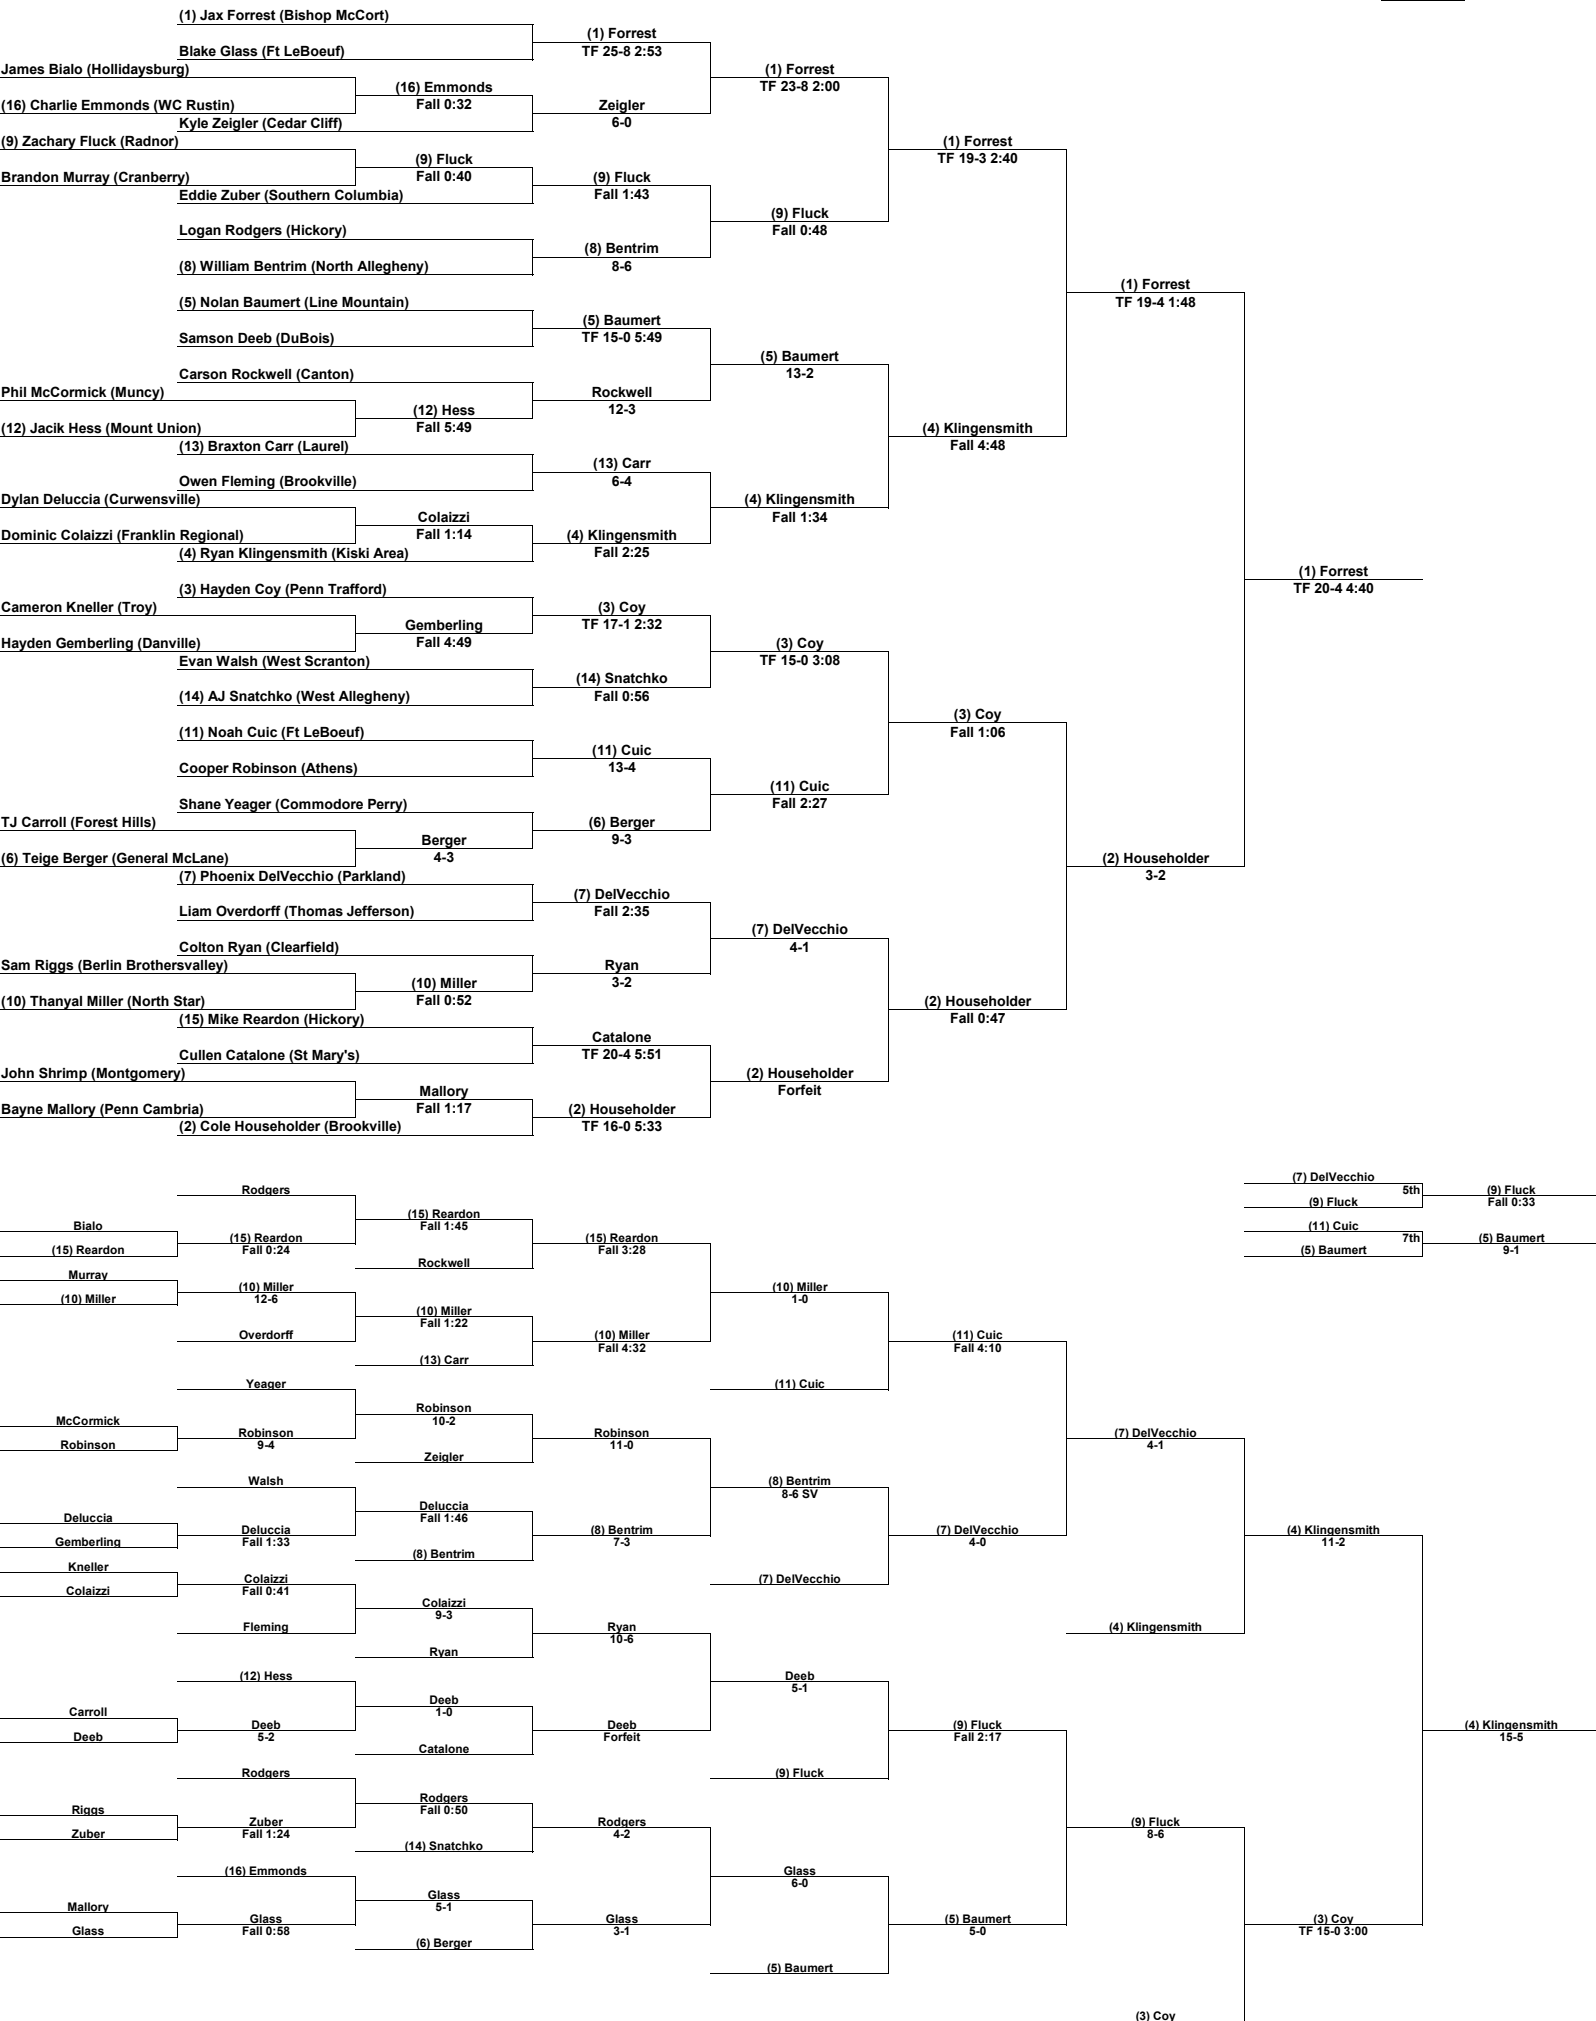 (1) Jax Forrest (Bishop McCort)
(1) Forrest
Blake Glass (Ft LeBoeuf)
TF 25-8 2:53
James Bialo (Hollidaysburg)
(1) Forrest
(16) Emmonds
TF 23-8 2:00
(16) Charlie Emmonds (WC Rustin)
Fall 0:32
Zeigler
Kyle Zeigler (Cedar Cliff)
6-0
(9) Zachary Fluck (Radnor)
(1) Forrest
(9) Fluck
TF 19-3 2:40
Brandon Murray (Cranberry)
Fall 0:40
(9) Fluck
Eddie Zuber (Southern Columbia)
Fall 1:43
(9) Fluck
Logan Rodgers (Hickory)
Fall 0:48
(8) Bentrim
(8) William Bentrim (North Allegheny)
8-6
(1) Forrest
(5) Nolan Baumert (Line Mountain)
TF 19-4 1:48
(5) Baumert
Samson Deeb (DuBois)
TF 15-0 5:49
(5) Baumert
Carson Rockwell (Canton)
13-2
Phil McCormick (Muncy)
Rockwell
(12) Hess
12-3
(12) Jacik Hess (Mount Union)
Fall 5:49
(4) Klingensmith
(13) Braxton Carr (Laurel)
Fall 4:48
(13) Carr
Owen Fleming (Brookville)
6-4
Dylan Deluccia (Curwensville)
(4) Klingensmith
Colaizzi
Fall 1:34
Dominic Colaizzi (Franklin Regional)
Fall 1:14
(4) Klingensmith
(4) Ryan Klingensmith (Kiski Area)
Fall 2:25
(1) Forrest
(3) Hayden Coy (Penn Trafford)
TF 20-4 4:40
Cameron Kneller (Troy)
(3) Coy
Gemberling
TF 17-1 2:32
Hayden Gemberling (Danville)
Fall 4:49
(3) Coy
Evan Walsh (West Scranton)
TF 15-0 3:08
(14) Snatchko
(14) AJ Snatchko (West Allegheny)
Fall 0:56
(3) Coy
(11) Noah Cuic (Ft LeBoeuf)
Fall 1:06
(11) Cuic
Cooper Robinson (Athens)
13-4
(11) Cuic
Shane Yeager (Commodore Perry)
Fall 2:27
TJ Carroll (Forest Hills)
(6) Berger
Berger
9-3
(6) Teige Berger (General McLane)
4-3
(2) Householder
(7) Phoenix DelVecchio (Parkland)
3-2
(7) DelVecchio
Liam Overdorff (Thomas Jefferson)
Fall 2:35
(7) DelVecchio
Colton Ryan (Clearfield)
4-1
Sam Riggs (Berlin Brothersvalley)
Ryan
(10) Miller
3-2
(10) Thanyal Miller (North Star)
Fall 0:52
(2) Householder
(15) Mike Reardon (Hickory)
Fall 0:47
Catalone
Cullen Catalone (St Mary's)
TF 20-4 5:51
John Shrimp (Montgomery)
(2) Householder
Mallory
Forfeit
Bayne Mallory (Penn Cambria)
Fall 1:17
(2) Householder
(2) Cole Householder (Brookville)
TF 16-0 5:33
(7) DelVecchio
Rodgers
5th
(9) Fluck
(9) Fluck
Fall 0:33
(15) Reardon
Bialo
Fall 1:45
(11) Cuic
(15) Reardon
(15) Reardon
7th
(5) Baumert
(15) Reardon
Fall 0:24
Fall 3:28
(5) Baumert
9-1
Rockwell
Murray
(10) Miller
(10) Miller
(10) Miller
12-6
1-0
(10) Miller
Fall 1:22
Overdorff
(10) Miller
(11) Cuic
Fall 4:32
Fall 4:10
(13) Carr
Yeager
(11) Cuic
Robinson
10-2
McCormick
Robinson
Robinson
(7) DelVecchio
Robinson
9-4
11-0
4-1
Zeigler
Walsh
(8) Bentrim
8-6 SV
Deluccia
Fall 1:46
Deluccia
Deluccia
(8) Bentrim
(7) DelVecchio
(4) Klingensmith
Gemberling
Fall 1:33
7-3
4-0
11-2
(8) Bentrim
Kneller
Colaizzi
(7) DelVecchio
Colaizzi
Fall 0:41
Colaizzi
9-3
Fleming
Ryan
(4) Klingensmith
10-6
Ryan
(12) Hess
Deeb
5-1
Deeb
1-0
Carroll
Deeb
Deeb
(9) Fluck
(4) Klingensmith
Deeb
5-2
Forfeit
Fall 2:17
15-5
Catalone
Rodgers
(9) Fluck
Rodgers
Fall 0:50
Riggs
Zuber
Rodgers
(9) Fluck
Zuber
Fall 1:24
4-2
8-6
(14) Snatchko
(16) Emmonds
Glass
6-0
Glass
5-1
Mallory
Glass
Glass
(5) Baumert
(3) Coy
Glass
Fall 0:58
3-1
5-0
TF 15-0 3:00
(6) Berger
(5) Baumert
(3) Coy